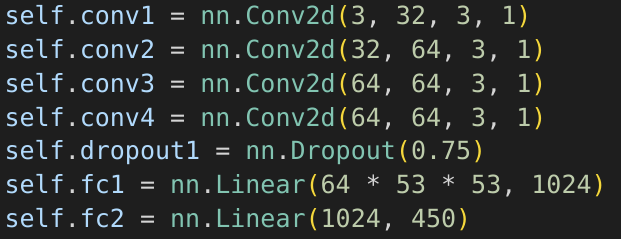 self.conv1 = nn.Conv2d(3, 32, 3, 1)
self.conv2 = nn.Conv2d(32, 64, 3, 1)
self.conv3 = nn.Conv2d(64, 64, 3, 1)
self.conv4 = nn.Conv2d(64, 64, 3, 1)
self.dropout1 = nn.Dropout(0.75)
self.fc1 = nn.Linear(64 * 53 * 53, 1024)
self.fc2 = nn.Linear(1024, 450)